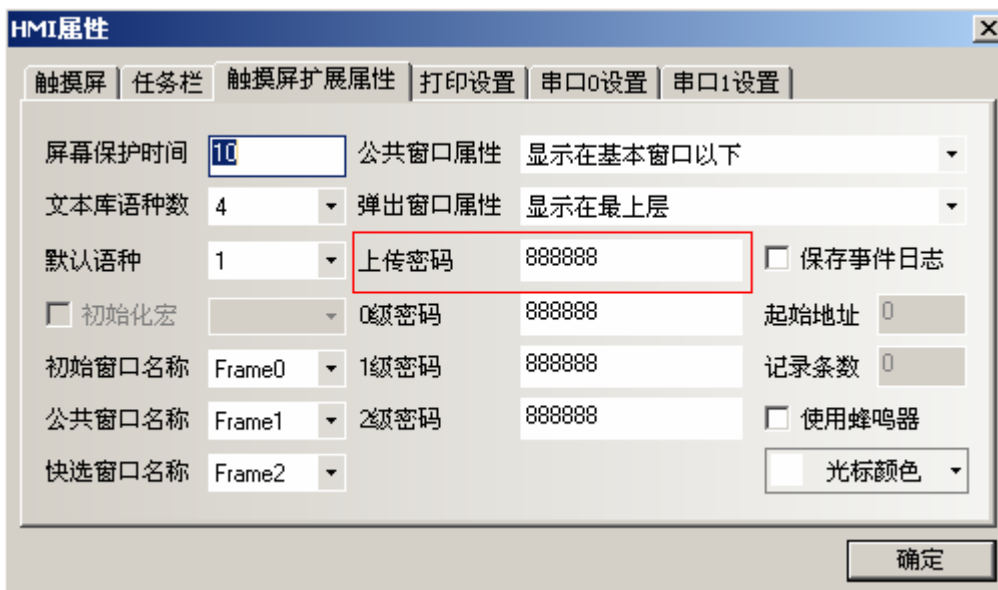 HMI属性
触摸屏 任务栏 触摸屏扩展属性 打印设置 串口0设置 串口1设置
屏幕保护时间 10 公共窗口属性 显示在基本窗口以下
文本库语种数 4 弹出窗口属性 显示在最上层
默认语种 1 上传密码 888888 保存事件日志
初始化宏 0级密码 888888 起始地址 0
初始窗口名称 Frame0 1级密码 888888 记录条数 0
公共窗口名称 Frame1 2级密码 888888 使用蜂鸣器
快选窗口名称 Frame2 光标颜色
确定